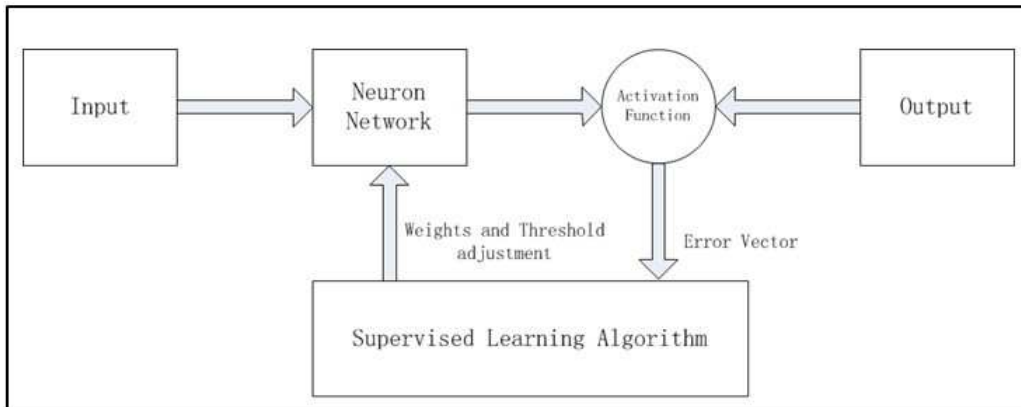 Input
Neuron
Network
Activation
Function
Output
Weights and Threshold
adjustment
Error Vector
Supervised Learning Algorithm